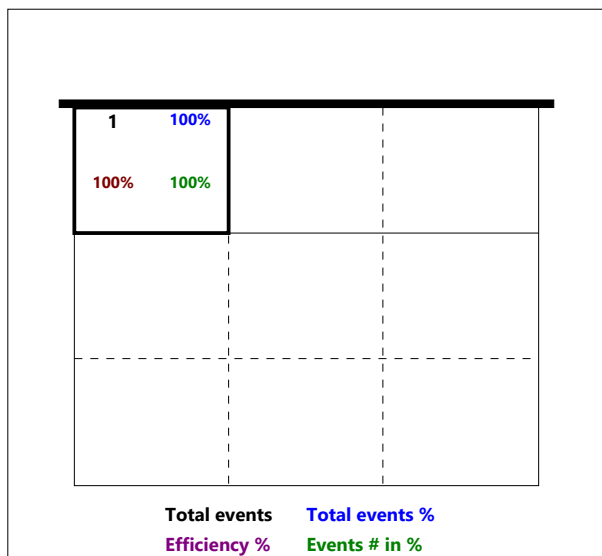 1 100%
100% 100%
Total events Total events %
Efficiency % Events # in %